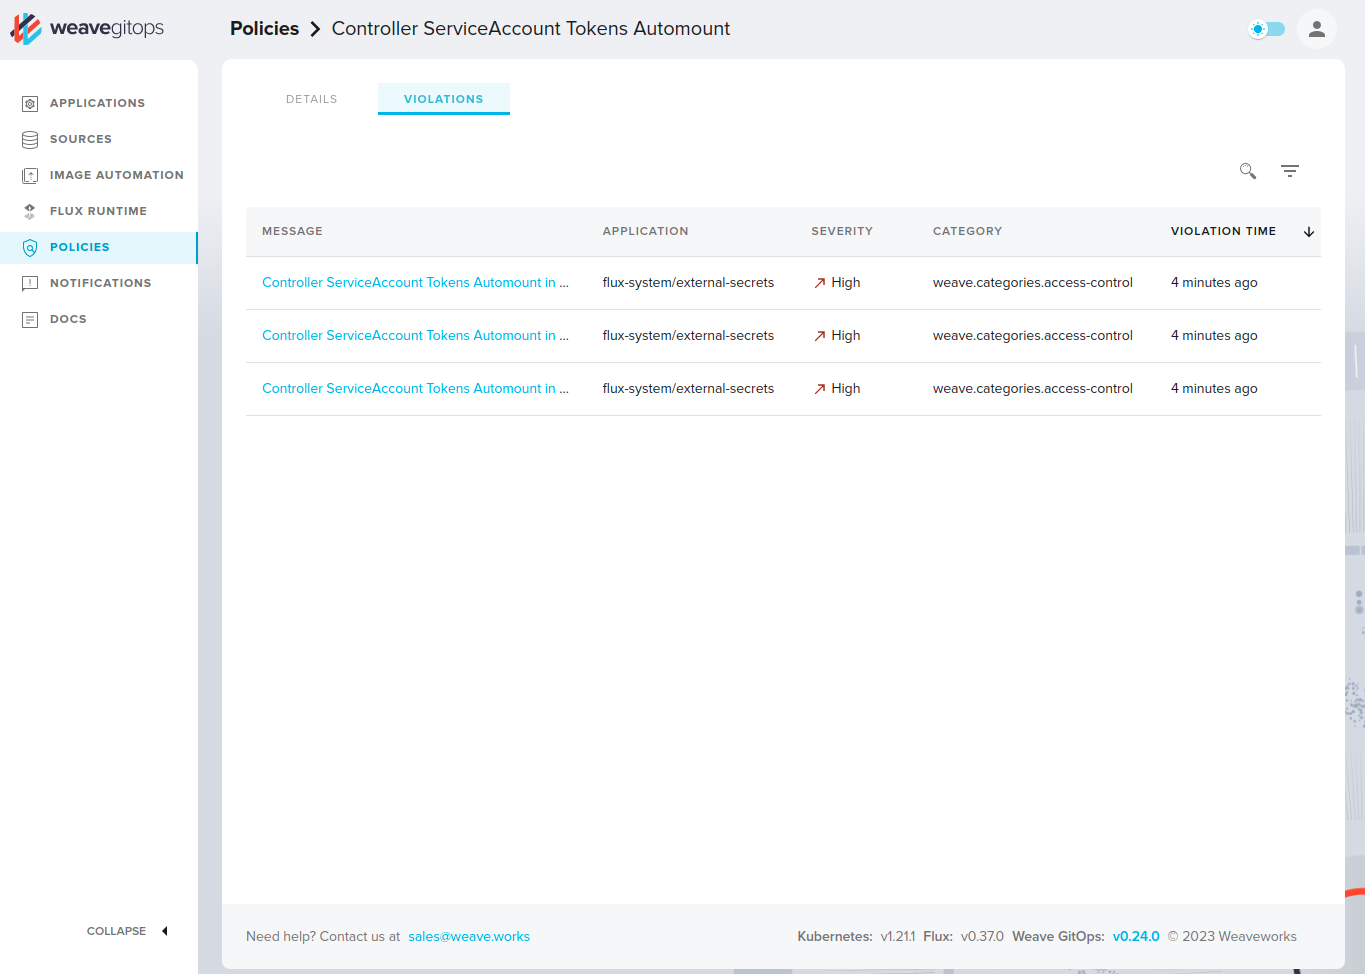 weavegitops
Policies > Controller ServiceAccount Tokens Automount
APPLICATIONS
SOURCES
IMAGE AUTOMATION
FLUX RUNTIME
POLICIES
NOTIFICATIONS
DOCS
COLLAPSE
DETAILS VIOLATIONS
MESSAGE APPLICATION SEVERITY CATEGORY VIOLATION TIME
Controller ServiceAccount Tokens Automount in ... flux-system/external-secrets High weave.categories.access-control 4 minutes ago
Controller ServiceAccount Tokens Automount in ... flux-system/external-secrets High weave.categories.access-control 4 minutes ago
Controller ServiceAccount Tokens Automount in ... flux-system/external-secrets High weave.categories.access-control 4 minutes ago
Need help? Contact us at sales@weave.works Kubernetes: v1.21.1 Flux: v0.37.0 Weave GitOps: v0.24.0 © 2023 Weaveworks